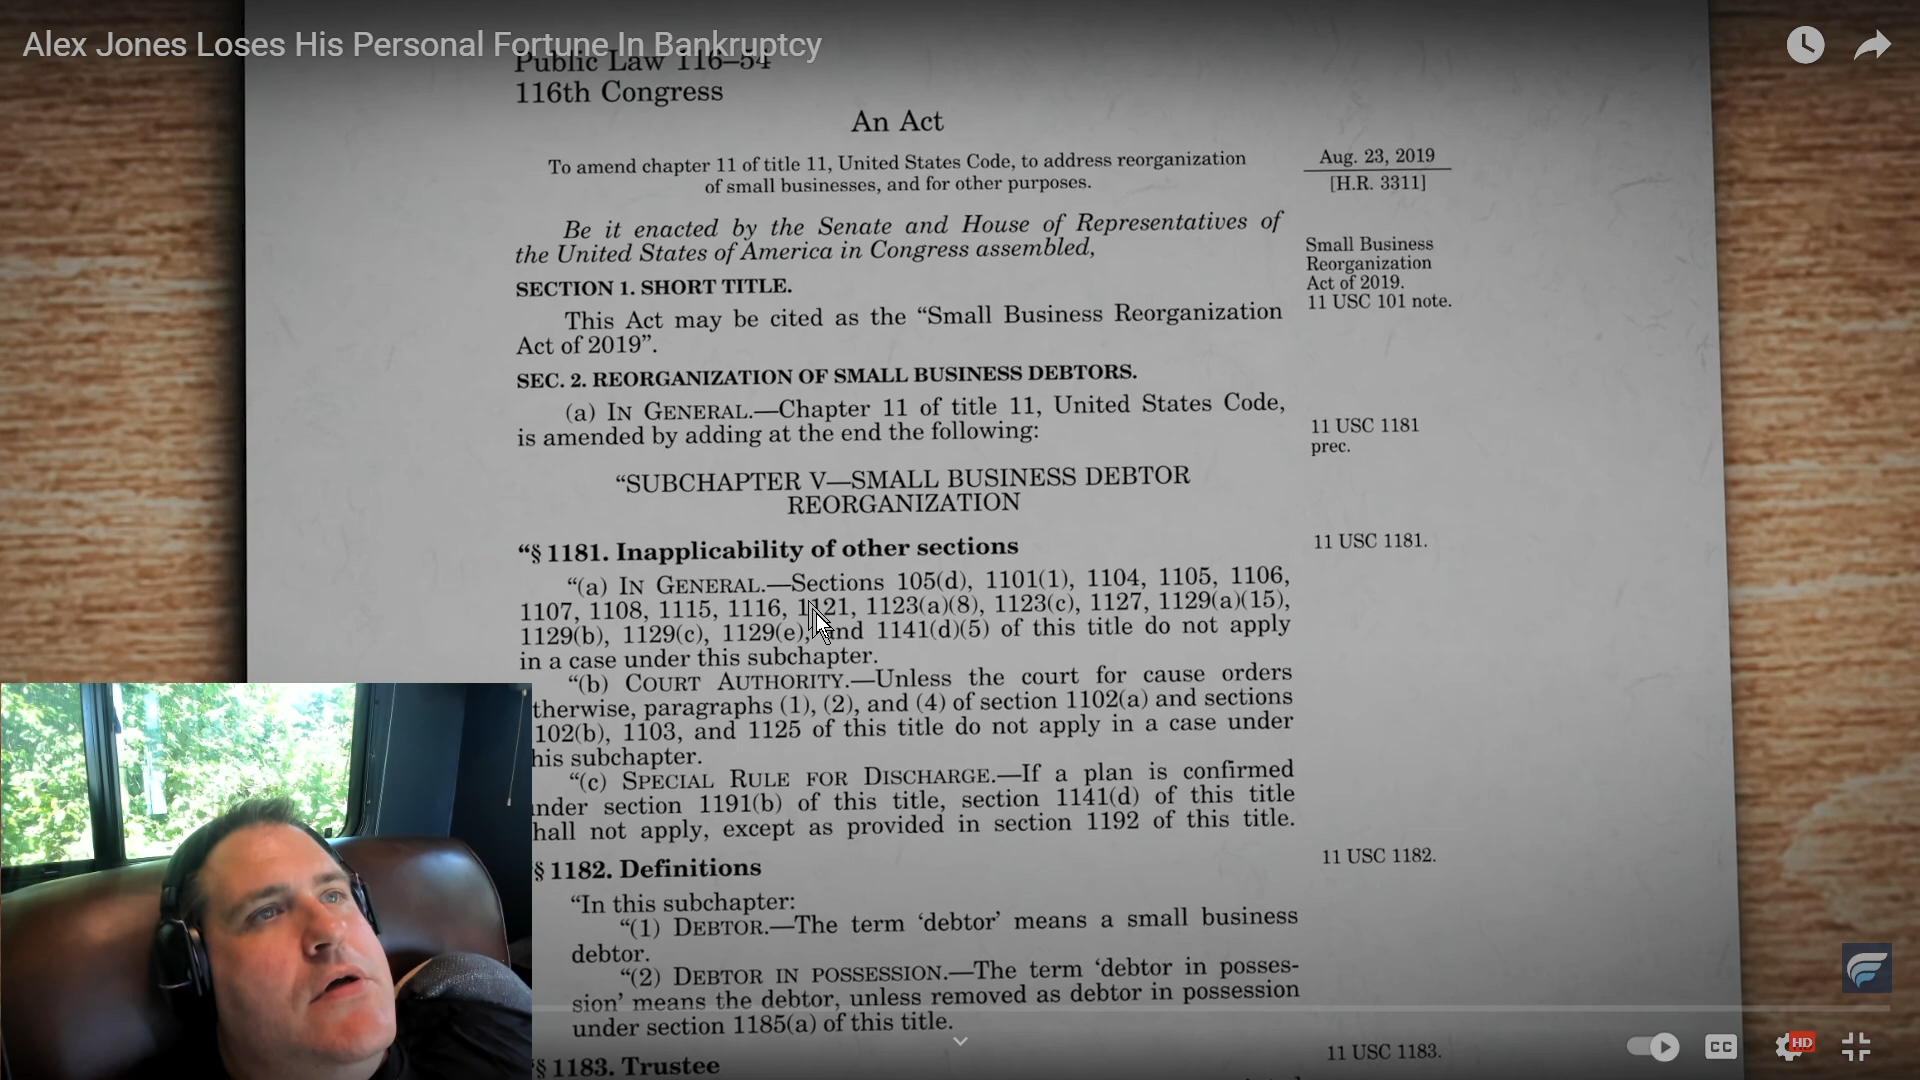 Alex Jones Loses His Personal Fortune In Bankruptcy
Public Law 116–54
116th Congress
An Act
To amend chapter 11 of title 11, United States Code, to address reorganization
of small businesses, and for other purposes.
Aug. 23, 2019
[H.R. 3311]
Be it enacted by the Senate and House of Representatives of
the United States of America in Congress assembled,
Small Business
Reorganization
Act of 2019.
11 USC 101 note.
SECTION 1. SHORT TITLE.
This Act may be cited as the “Small Business Reorganization
Act of 2019”.
SEC. 2. REORGANIZATION OF SMALL BUSINESS DEBTORS.
(a) IN GENERAL.—Chapter 11 of title 11, United States Code,
is amended by adding at the end the following:
11 USC 1181
prec.
“SUBCHAPTER V—SMALL BUSINESS DEBTOR
REORGANIZATION
“§ 1181. Inapplicability of other sections
11 USC 1181.
“(a) IN GENERAL.—Sections 105(d), 1101(1), 1104, 1105, 1106,
1107, 1108, 1115, 1116, 1121, 1123(a)(8), 1123(c), 1127, 1129(a)(15),
1129(b), 1129(c), 1129(e), and 1141(d)(5) of this title do not apply
in a case under this subchapter.
“(b) COURT AUTHORITY.—Unless the court for cause orders
therwise, paragraphs (1), (2), and (4) of section 1102(a) and sections
102(b), 1103, and 1125 of this title do not apply in a case under
his subchapter.
“(c) SPECIAL RULE FOR DISCHARGE.—If a plan is confirmed
nder section 1191(b) of this title, section 1141(d) of this title
hall not apply, except as provided in section 1192 of this title.
§ 1182. Definitions
11 USC 1182.
“In this subchapter:
“(1) DEBTOR.—The term ‘debtor’ means a small business
debtor.
“(2) DEBTOR IN POSSESSION.—The term ‘debtor in posses-
sion’ means the debtor, unless removed as debtor in possession
under section 1185(a) of this title.
§ 1183. Trustee
11 USC 1183.
CC
HD